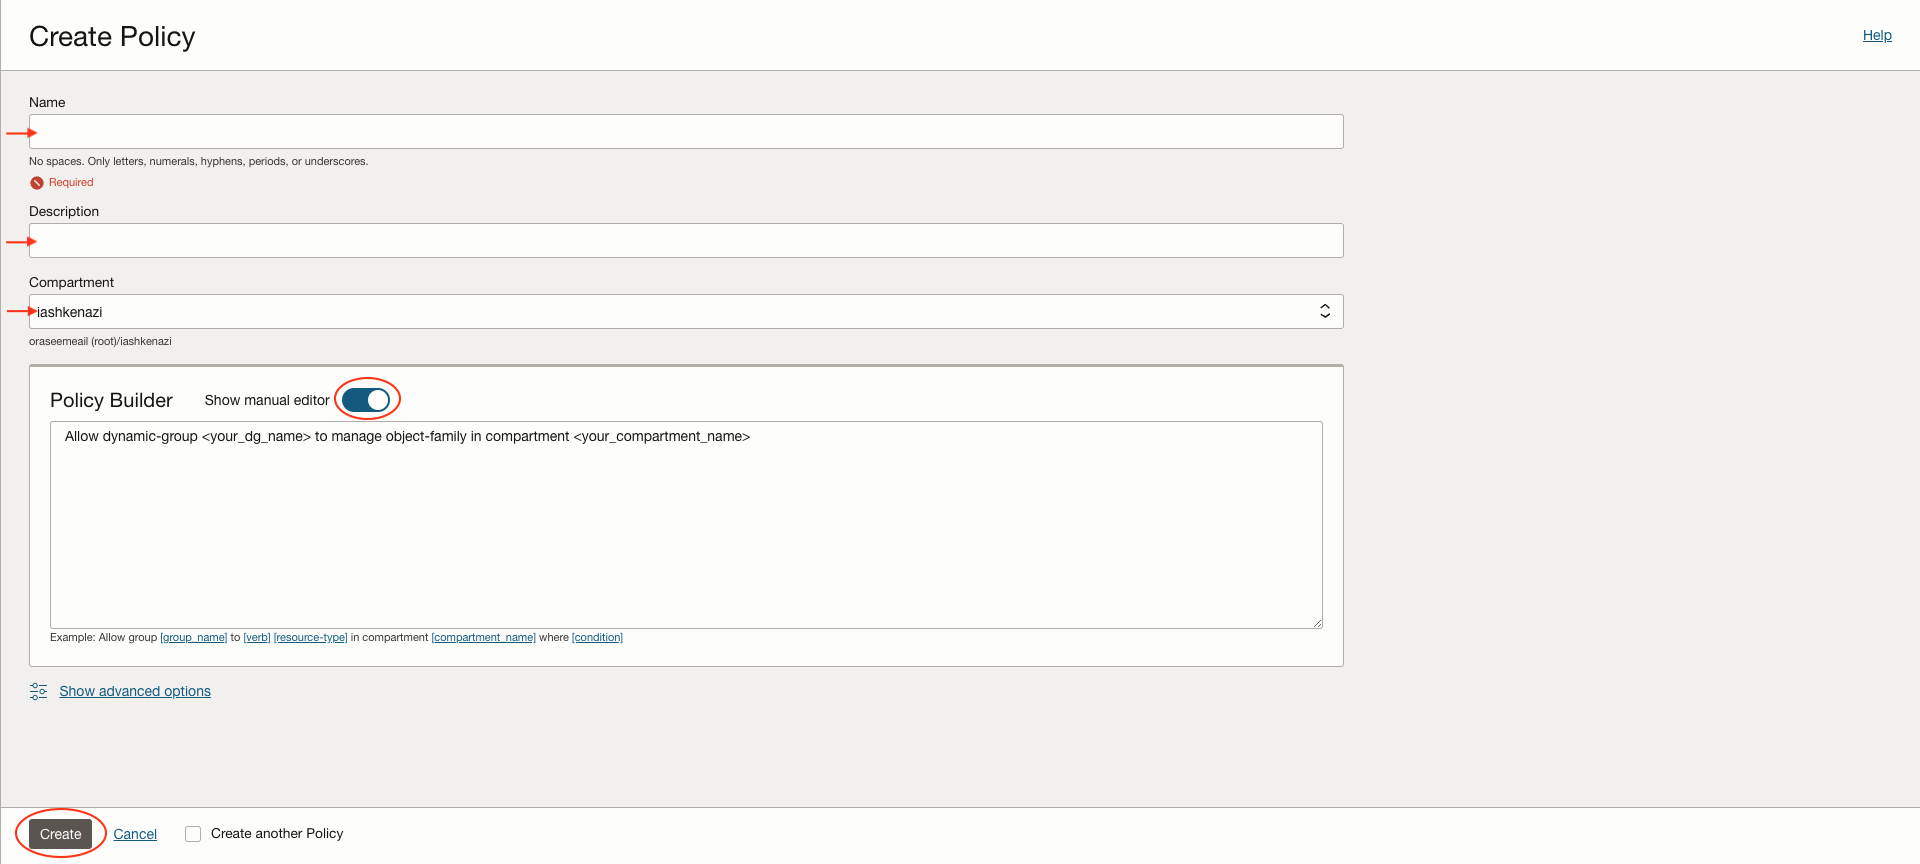 Create Policy
Help
Name
No spaces. Only letters, numerals, hyphens, periods, or underscores.
Required
Description
Compartment
iashkenazi
oraseemeail (root)/iashkenazi
Policy Builder
Show manual editor
Allow dynamic-group <your_dg_name> to manage object-family in compartment <your_compartment_name>
Example: Allow group [group_name] to [verb] [resource-type] in compartment [compartment_name] where [condition]
Show advanced options
Create
Cancel
Create another Policy